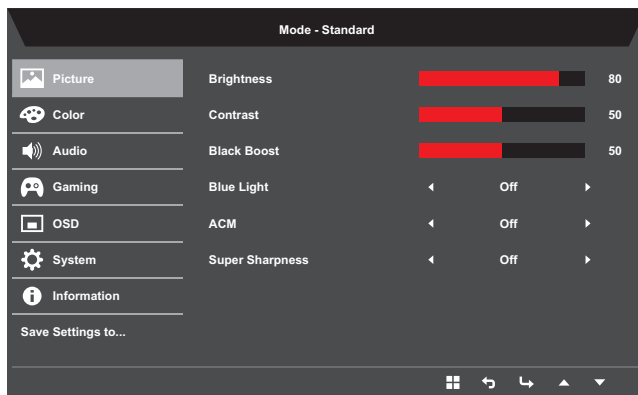 Mode - Standard
Picture
Color
Audio
Gaming
OSD
System
Information
Save Settings to...
Brightness 80
Contrast 50
Black Boost 50
Blue Light Off
ACM Off
Super Sharpness Off